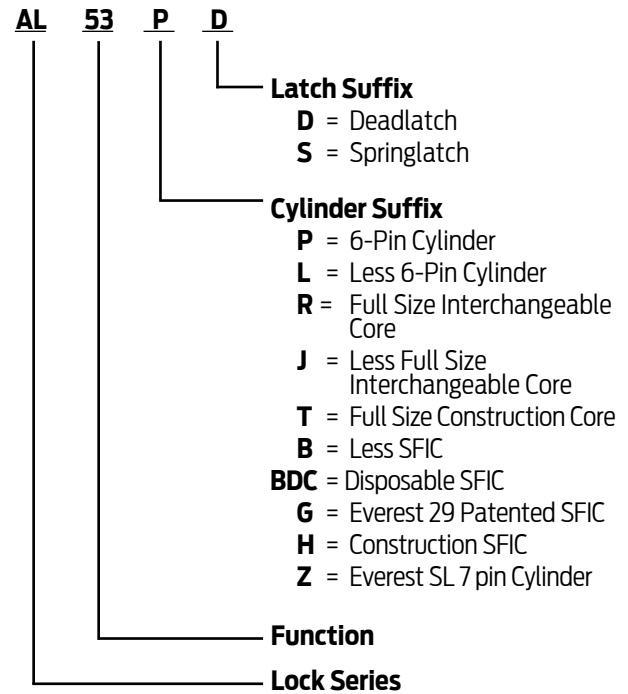 AL 53 P D
Latch Suffix
D = Deadlatch
S = Springlatch
Cylinder Suffix
P = 6-Pin Cylinder
L = Less 6-Pin Cylinder
R = Full Size Interchangeable
Core
J = Less Full Size
Interchangeable Core
T = Full Size Construction Core
B = Less SFIC
BDC = Disposable SFIC
G = Everest 29 Patented SFIC
H = Construction SFIC
Z = Everest SL 7 pin Cylinder
Function
Lock Series